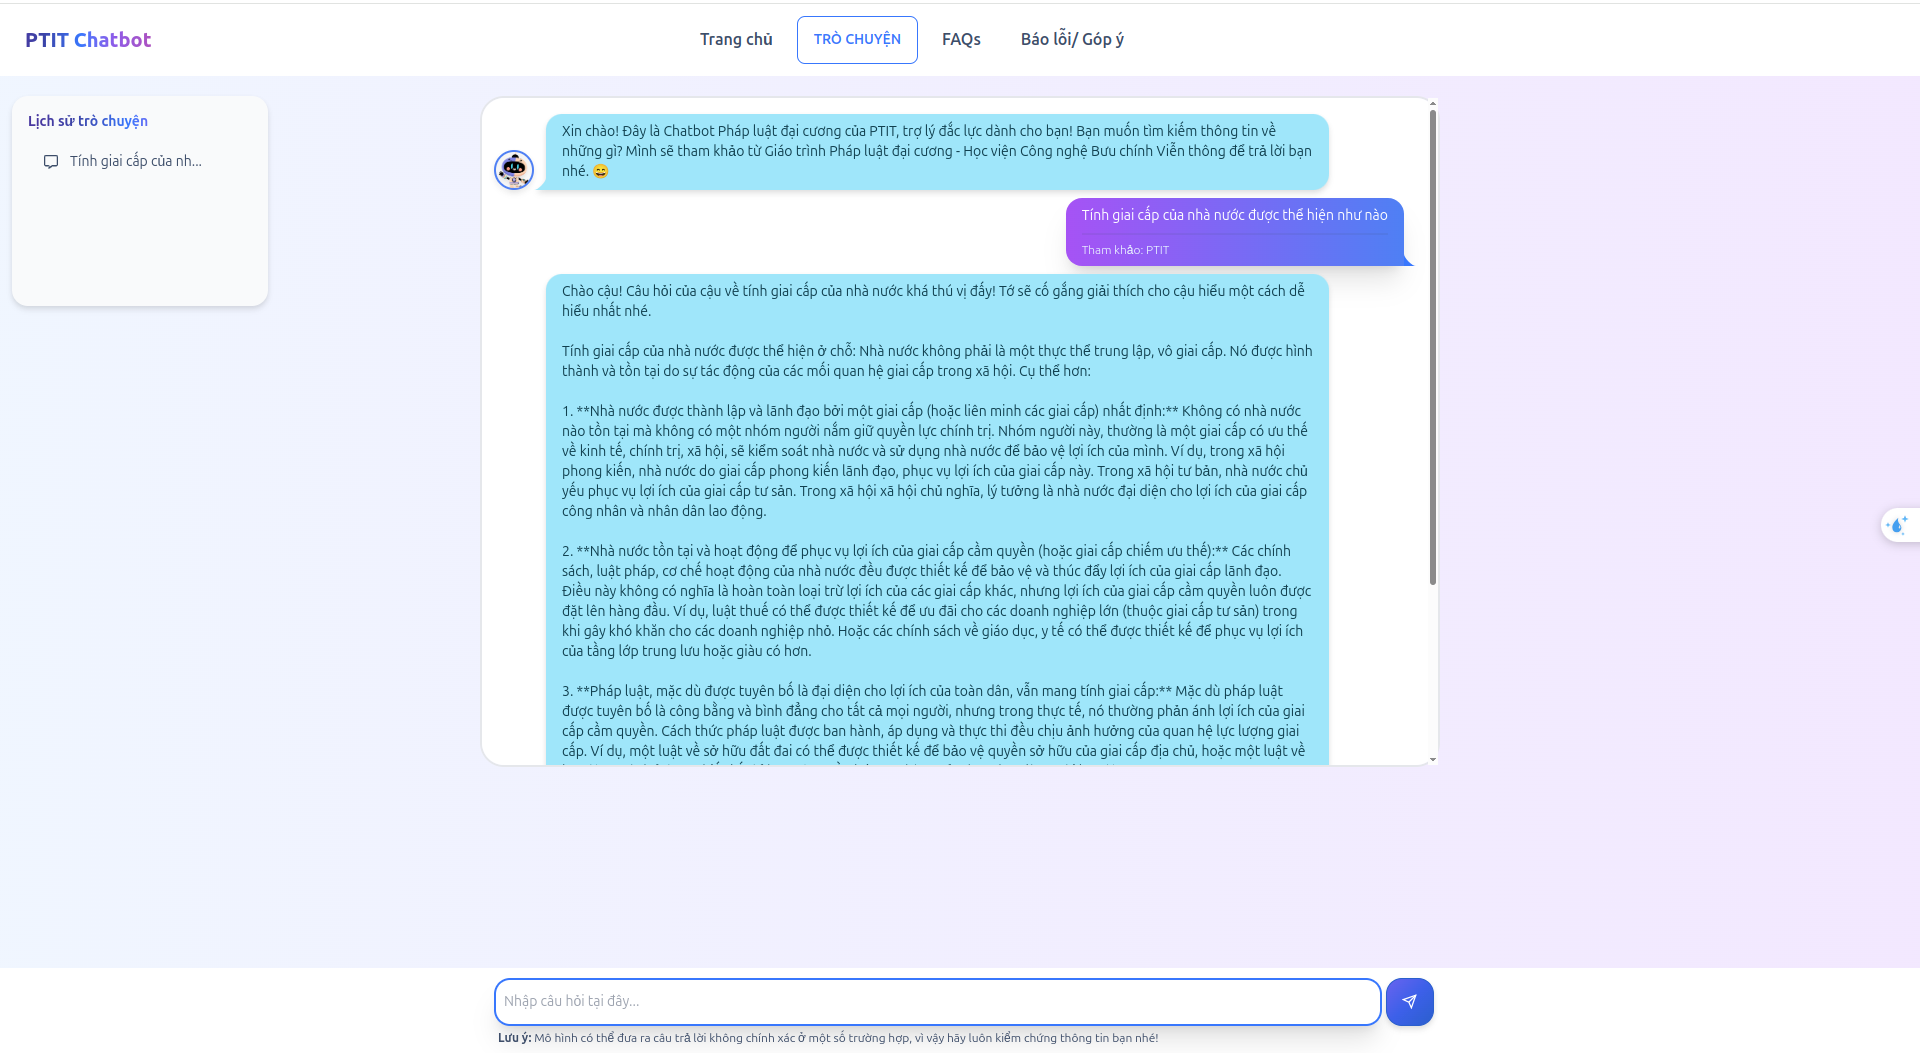 PTIT Chatbot
Trang chủ
TRÒ CHUYỆN
FAQs
Báo lỗi/ Góp ý
Lịch sử trò chuyện
Tính giai cấp của nh...
Xin chào! Đây là Chatbot Pháp luật đại cương của PTIT, trợ lý đắc lực dành cho bạn! Bạn muốn tìm kiếm thông tin về
những gì? Mình sẽ tham khảo từ Giáo trình Pháp luật đại cương - Học viện Công nghệ Bưu chính Viễn thông để trả lời bạn
nhé. 😄
Tính giai cấp của nhà nước được thể hiện như nào
Tham khảo: PTIT
Chào cậu! Câu hỏi của cậu về tính giai cấp của nhà nước khá thú vị đấy! Tớ sẽ cố gắng giải thích cho cậu hiểu một cách dễ
hiểu nhất nhé.
Tính giai cấp của nhà nước được thể hiện ở chỗ: Nhà nước không phải là một thực thể trung lập, vô giai cấp. Nó được hình
thành và tồn tại do sự tác động của các mối quan hệ giai cấp trong xã hội. Cụ thể hơn:
1. **Nhà nước được thành lập và lãnh đạo bởi một giai cấp (hoặc liên minh các giai cấp) nhất định:** Không có nhà nước
nào tồn tại mà không có một nhóm người nắm giữ quyền lực chính trị. Nhóm người này, thường là một giai cấp có ưu thế
về kinh tế, chính trị, xã hội, sẽ kiểm soát nhà nước và sử dụng nhà nước để bảo vệ lợi ích của mình. Ví dụ, trong xã hội
phong kiến, nhà nước do giai cấp phong kiến lãnh đạo, phục vụ lợi ích của giai cấp này. Trong xã hội tư bản, nhà nước chủ
yếu phục vụ lợi ích của giai cấp tư sản. Trong xã hội xã hội chủ nghĩa, lý tưởng là nhà nước đại diện cho lợi ích của giai cấp
công nhân và nhân dân lao động.
2. **Nhà nước tồn tại và hoạt động để phục vụ lợi ích của giai cấp cầm quyền (hoặc giai cấp chiếm ưu thế):** Các chính
sách, luật pháp, cơ chế hoạt động của nhà nước đều được thiết kế để bảo vệ và thúc đẩy lợi ích của giai cấp lãnh đạo.
Điều này không có nghĩa là hoàn toàn loại trừ lợi ích của các giai cấp khác, nhưng lợi ích của giai cấp cầm quyền luôn được
đặt lên hàng đầu. Ví dụ, luật thuế có thể được thiết kế để ưu đãi cho các doanh nghiệp lớn (thuộc giai cấp tư sản) trong
khi gây khó khăn cho các doanh nghiệp nhỏ. Hoặc các chính sách về giáo dục, y tế có thể được thiết kế để phục vụ lợi ích
của tầng lớp trung lưu hoặc giàu có hơn.
3. **Pháp luật, mặc dù được tuyên bố là đại diện cho lợi ích của toàn dân, vẫn mang tính giai cấp:** Mặc dù pháp luật
được tuyên bố là công bằng và bình đẳng cho tất cả mọi người, nhưng trong thực tế, nó thường phản ánh lợi ích của giai
cấp cầm quyền. Cách thức pháp luật được ban hành, áp dụng và thực thi đều chịu ảnh hưởng của quan hệ lực lượng giai
cấp. Ví dụ, một luật về sở hữu đất đai có thể được thiết kế để bảo vệ quyền sở hữu của giai cấp địa chủ, hoặc một luật về
Nhập câu hỏi tại đây...
Lưu ý: Mô hình có thể đưa ra câu trả lời không chính xác ở một số trường hợp, vì vậy hãy luôn kiểm chứng thông tin bạn nhé!